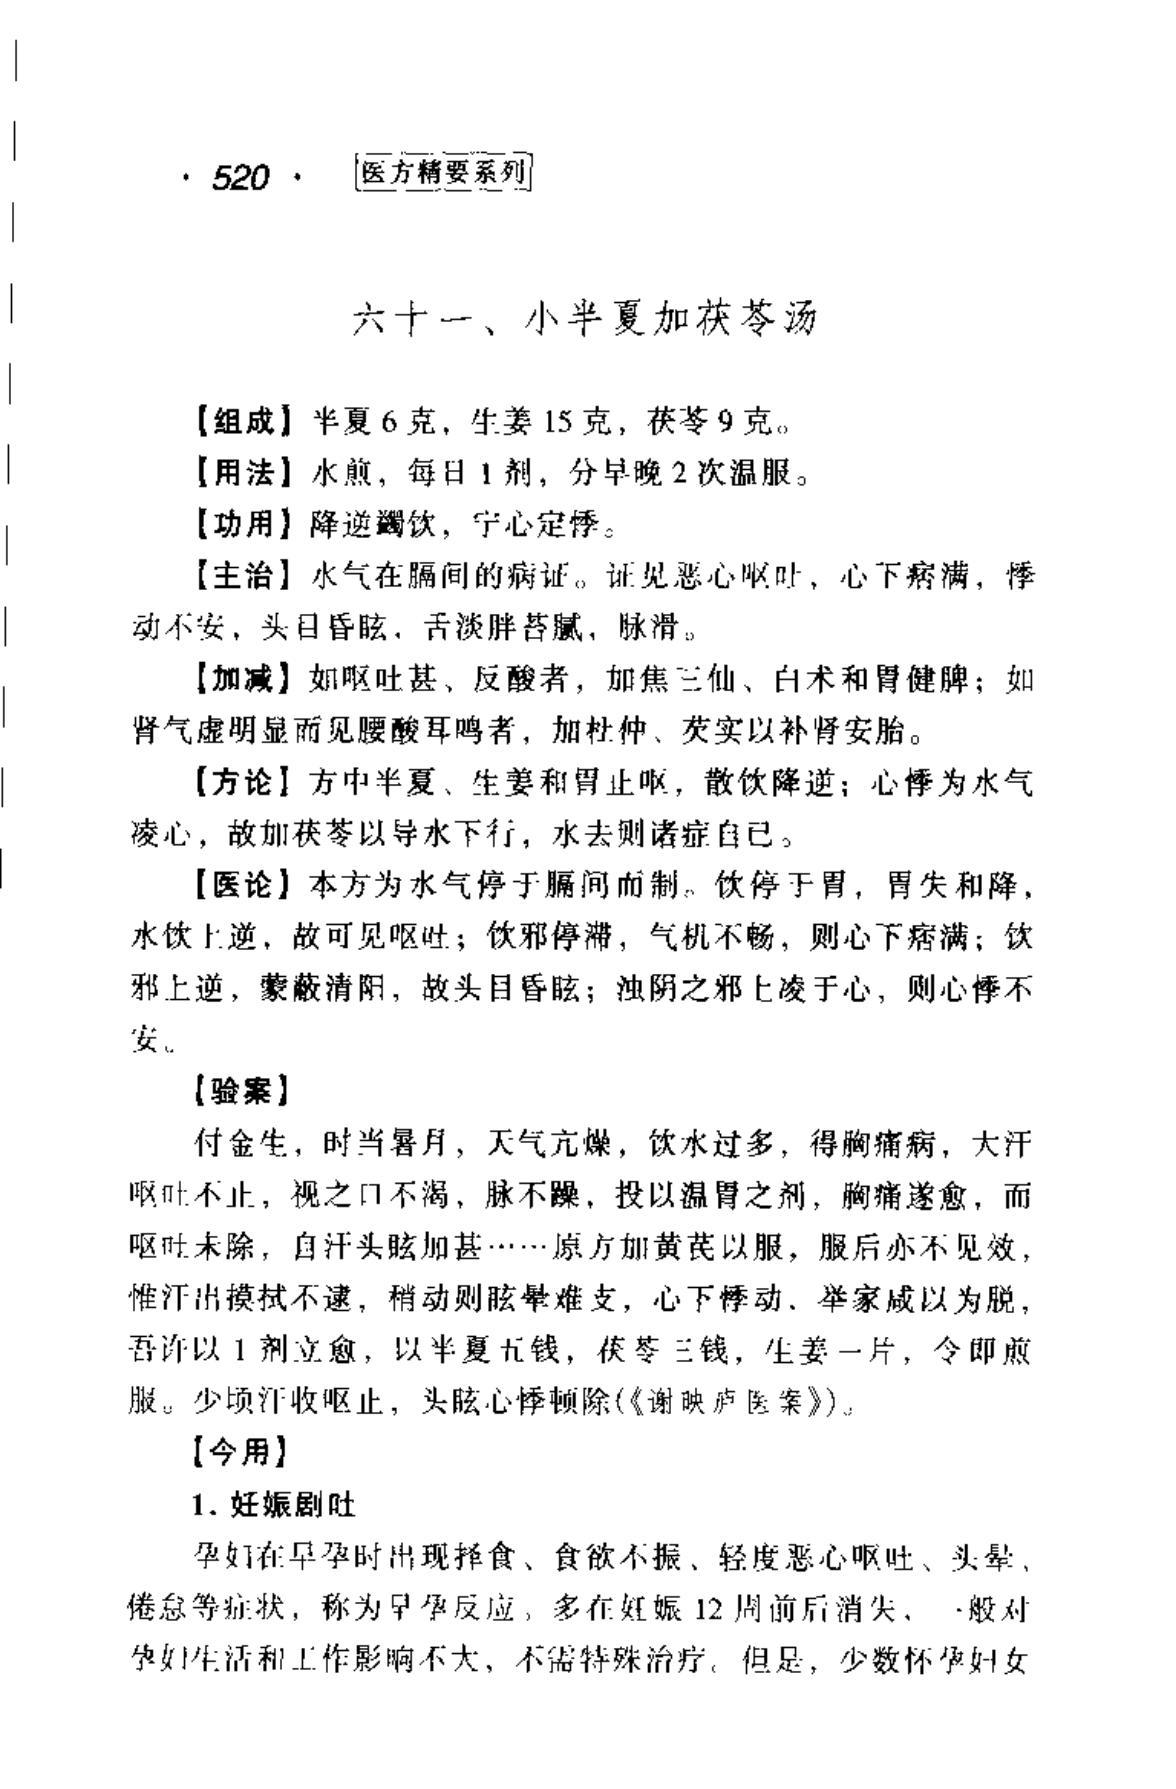 · 520 · 医方精要系列
六十一、小半夏加茯苓汤
【组成】半夏 6 克，生姜 15 克，茯苓 9 克。
【用法】水煎，每日 1 剂，分早晚 2 次温服。
【功用】降逆蠲饮，宁心定悸。
【主治】水气在膈间的病证。证见恶心呕吐，心下痞满，悸
动不安，头目昏眩，舌淡胖苔腻，脉滑。
【加减】如呕吐甚、反酸者，加焦三仙、白术和胃健脾；如
肾气虚明显而见腰酸耳鸣者，加杜仲、芡实以补肾安胎。
【方论】方中半夏、生姜和胃止呕，散饮降逆；心悸为水气
凌心，故加茯苓以导水下行，水去则诸症自已。
【医论】本方为水气停于膈间而制。饮停于胃，胃失和降，
水饮上逆，故可见呕吐；饮邪停滞，气机不畅，则心下痞满；饮
邪上逆，蒙蔽清阳，故头目昏眩；浊阴之邪上凌于心，则心悸不
安。
【验案】
付金生，时当暑月，天气亢燥，饮水过多，得胸痛病，大汗
呕吐不止，视之口不渴，脉不躁，投以温胃之剂，胸痛遂愈，而
呕吐未除，自汗头眩加甚……原方加黄芪以服，服后亦不见效，
惟汗出摸拭不逮，稍动则眩晕难支，心下悸动．举家咸以为脱，
吾许以 1 剂立愈，以半夏五钱，茯苓三钱，生姜一片，令即煎
服。少顷汗收呕止，头眩心悸顿除(《谢映庐医案》)。
【今用】
1. 妊娠剧吐
孕妇在早孕时出现择食、食欲不振、轻度恶心呕吐、头晕、
倦怠等症状，称为早孕反应。多在妊娠 12 周前后消失、一般对
孕妇生活和工作影响不大，不需特殊治疗。但是，少数怀孕妇女